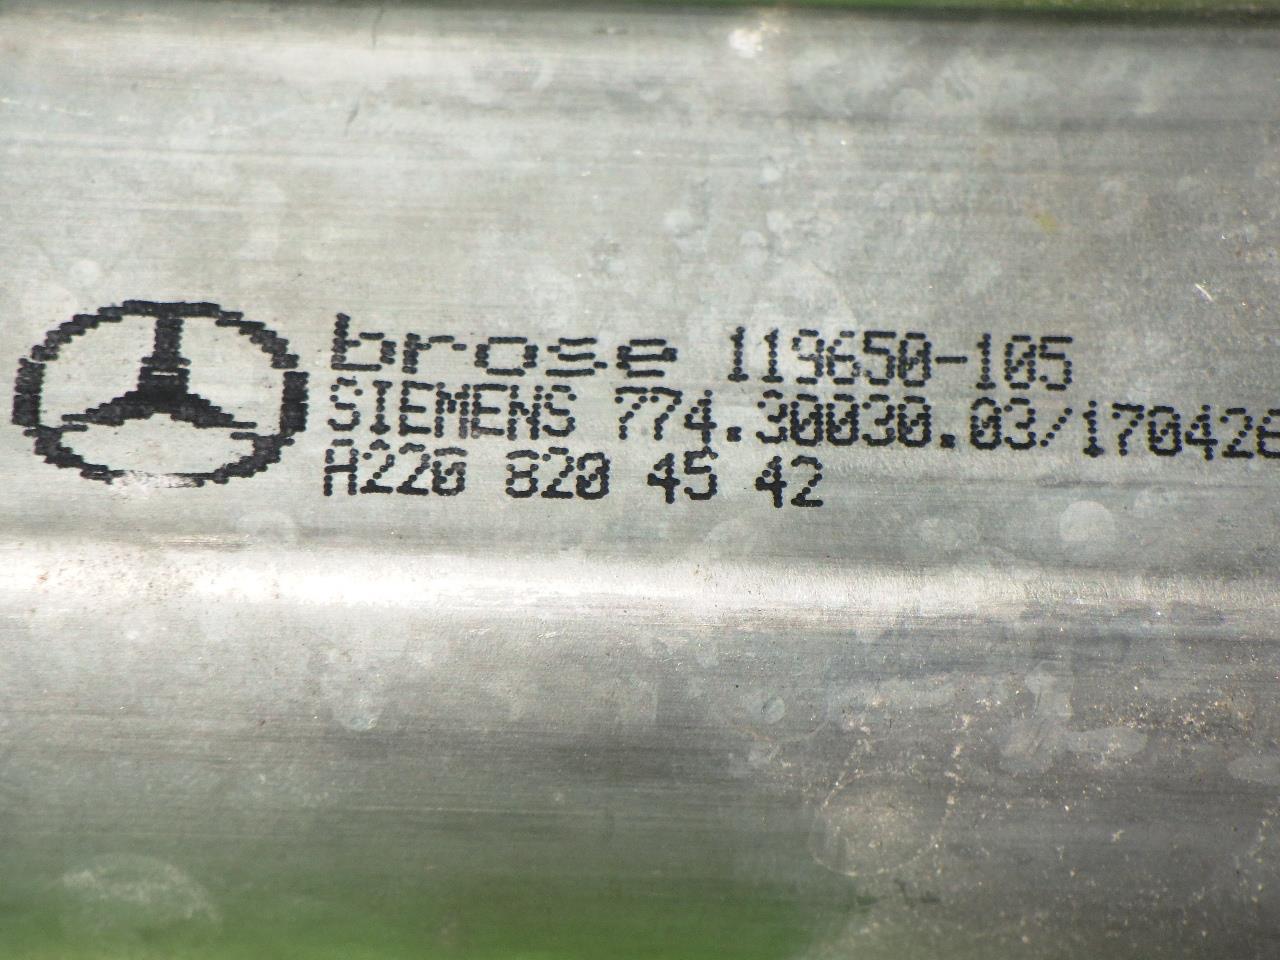 brose 119650-105
SIEMENS 774.30030.03/170426
A220 820 45 42